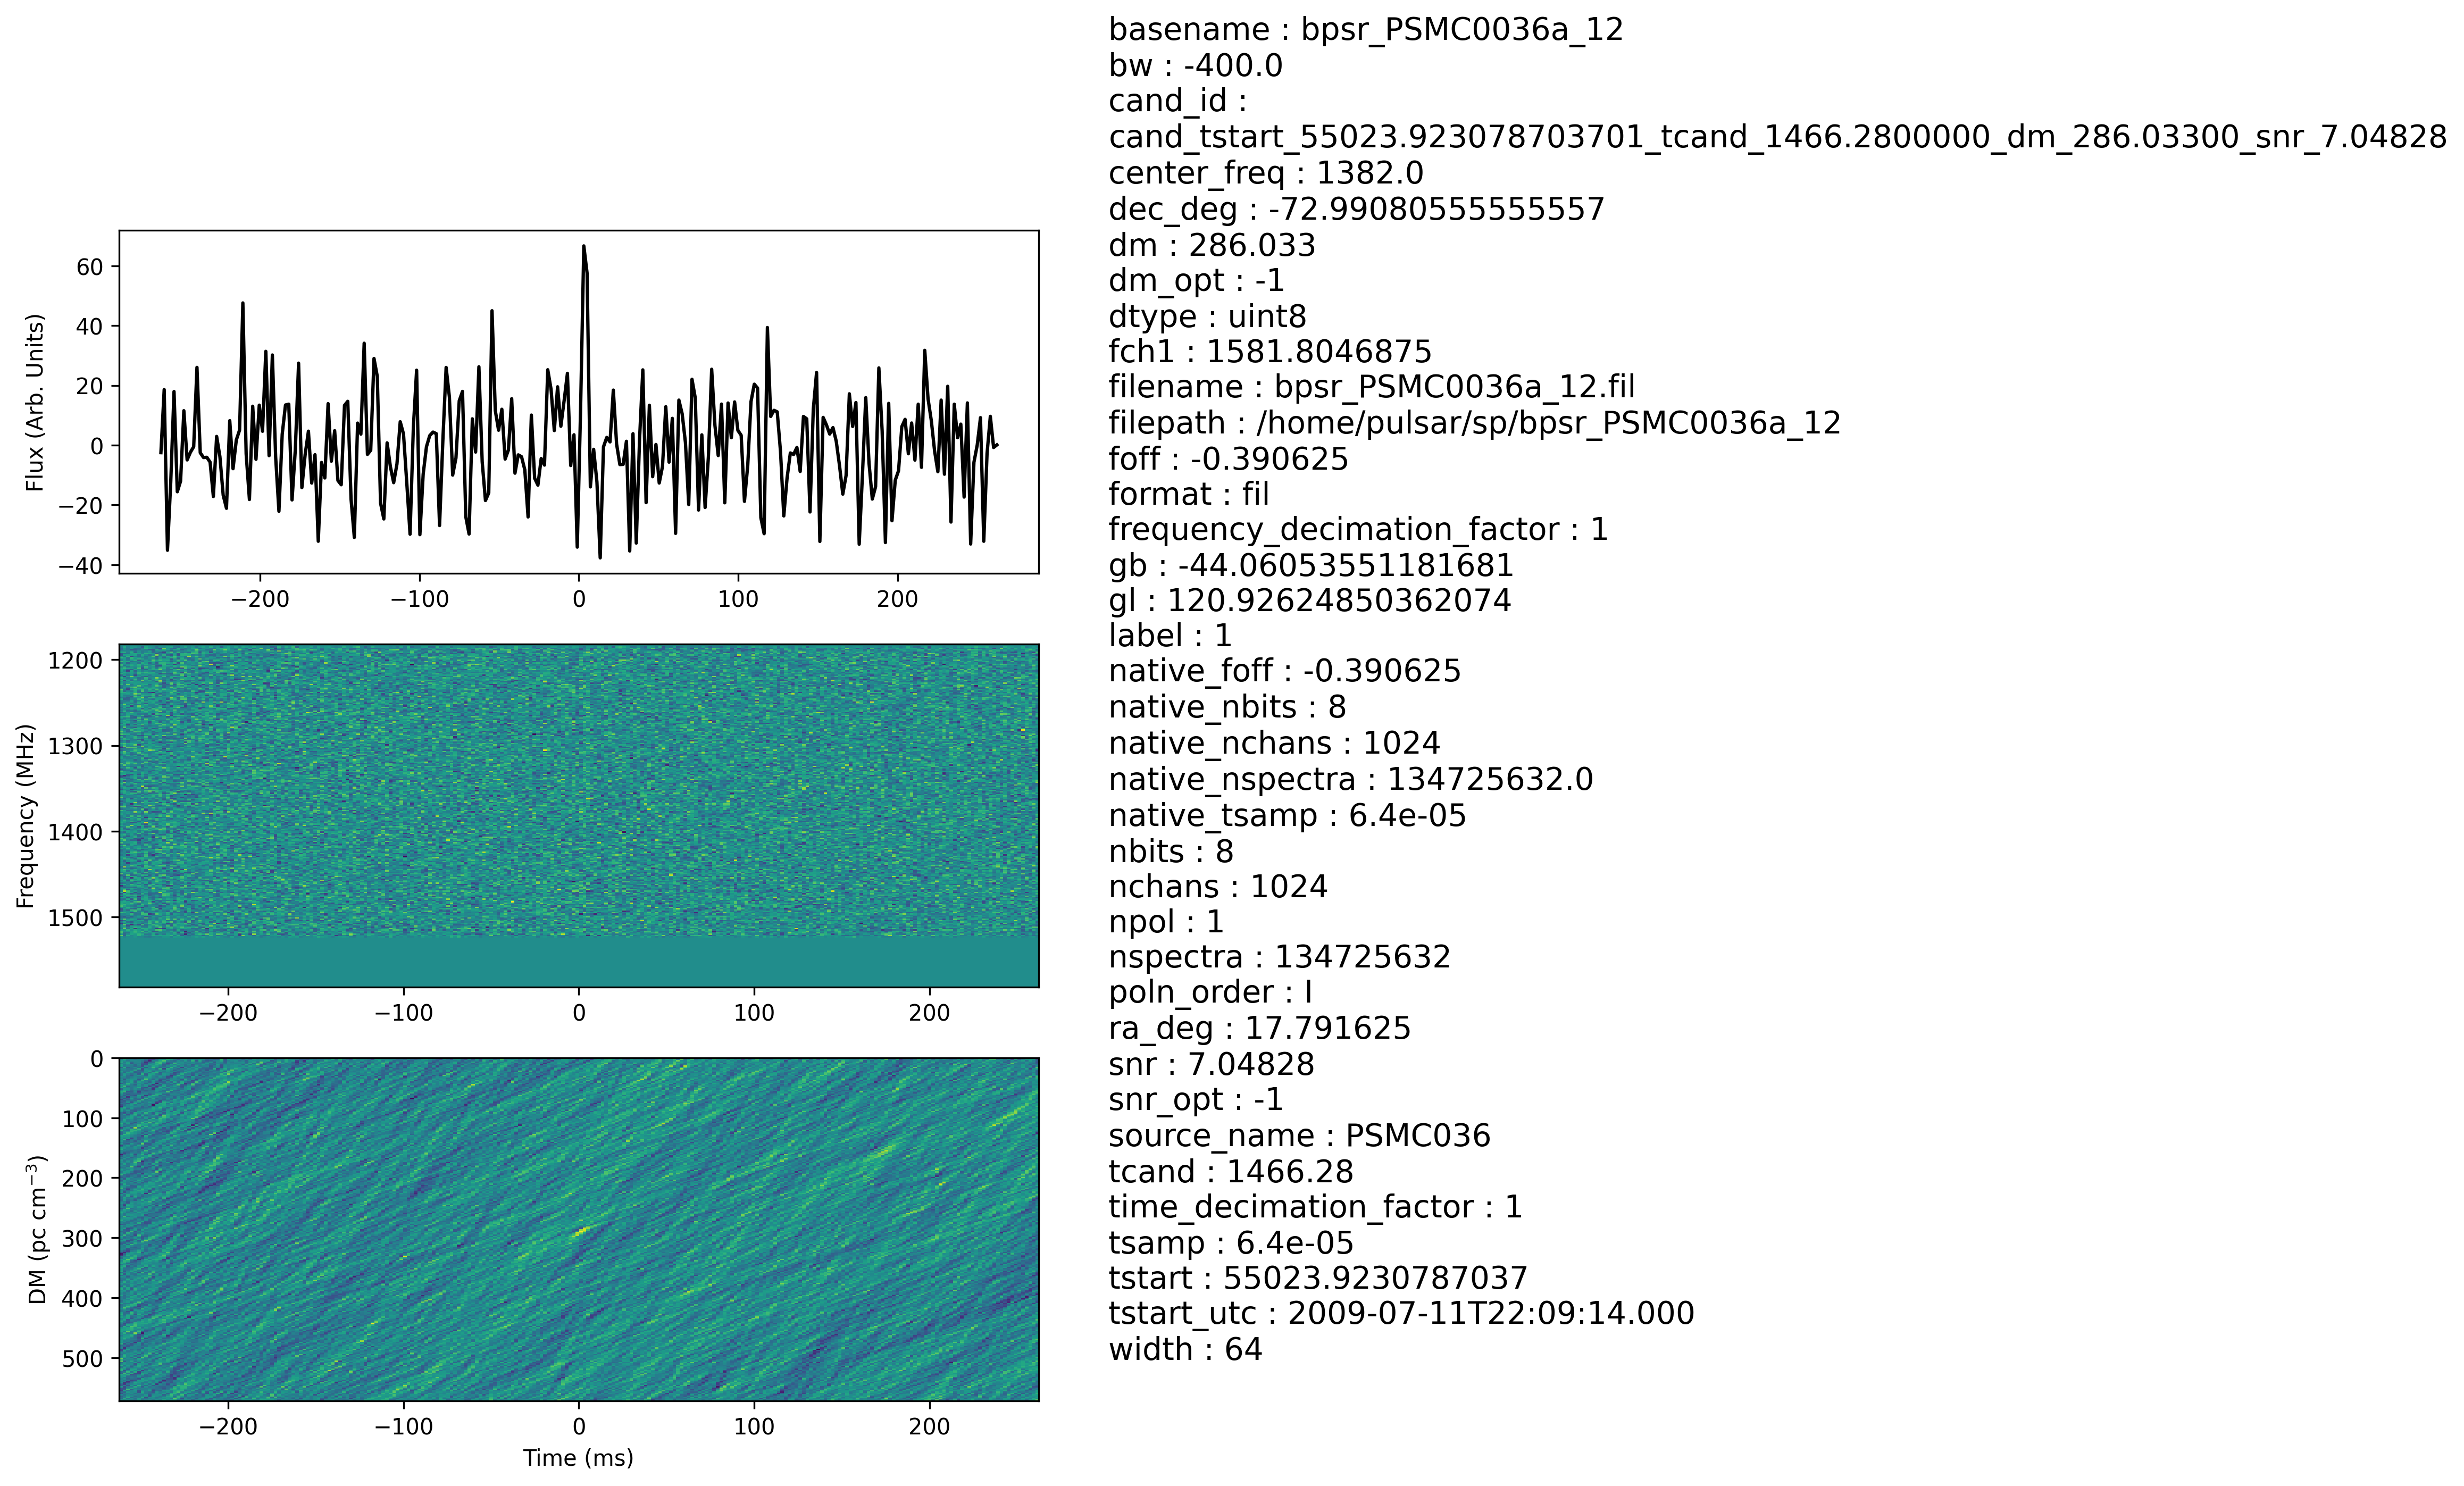 basename : bpsr_PSMC0036a_12
bw : -400.0
cand_id :
cand_tstart_55023.923078703701_tcand_1466.2800000_dm_286.03300_snr_7.04828
center_freq : 1382.0
dec_deg : -72.99080555555557
dm : 286.033
dm_opt : -1
dtype : uint8
fch1 : 1581.8046875
filename : bpsr_PSMC0036a_12.fil
filepath : /home/pulsar/sp/bpsr_PSMC0036a_12
foff : -0.390625
format : fil
frequency_decimation_factor : 1
gb : -44.06053551181681
gl : 120.92624850362074
label : 1
native_foff : -0.390625
native_nbits : 8
native_nchans : 1024
native_nspectra : 134725632.0
native_tsamp : 6.4e-05
nbits : 8
nchans : 1024
npol : 1
nspectra : 134725632
poln_order : I
ra_deg : 17.791625
snr : 7.04828
snr_opt : -1
source_name : PSMC036
tcand : 1466.28
time_decimation_factor : 1
tsamp : 6.4e-05
tstart : 55023.9230787037
tstart_utc : 2009-07-11T22:09:14.000
width : 64
Flux (Arb. Units)
60
40
20
0
−20
−40
−200 −100 0 100 200
Frequency (MHz)
1200
1300
1400
1500
−200 −100 0 100 200
DM (pc cm⁻³)
0
100
200
300
400
500
−200 −100 0 100 200
Time (ms)